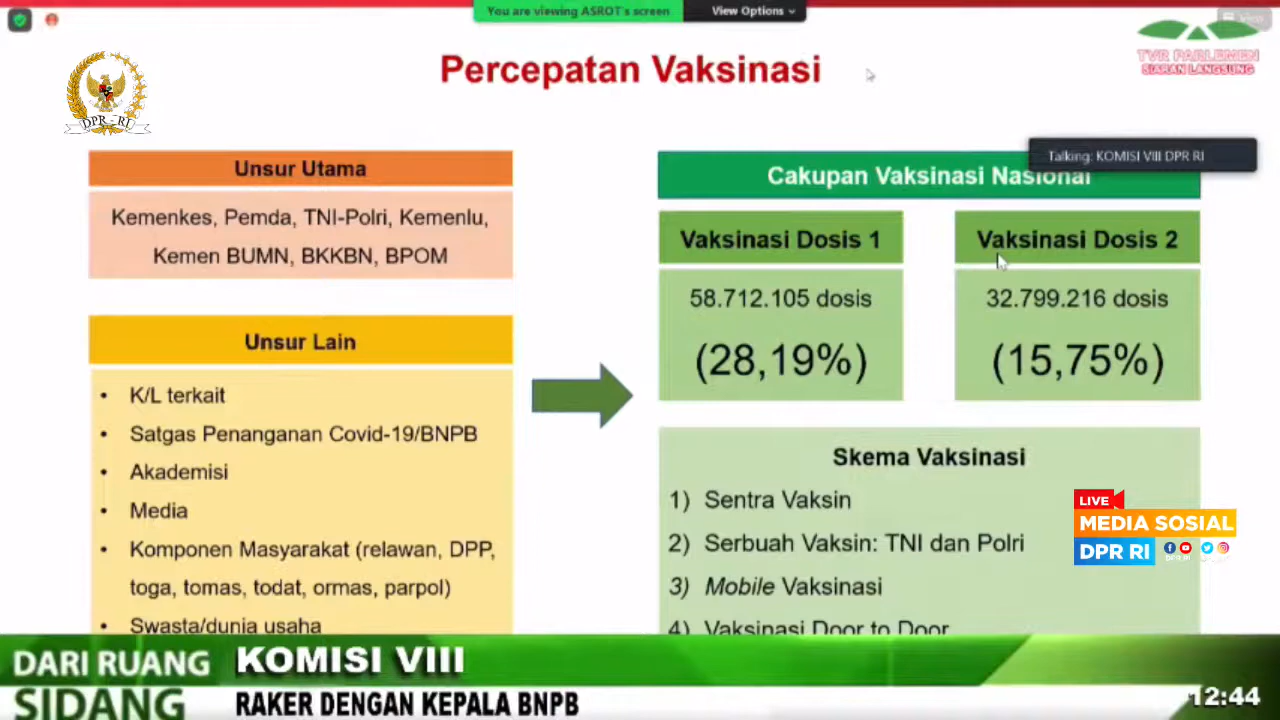 You are viewing ASROT's screen
View Options
View
DPR - RI
Percepatan Vaksinasi
TVR PARLEMEN
SIARAN LANGSUNG
Talking: KOMISI VIII DPR RI
Unsur Utama
Kemenkes, Pemda, TNI-Polri, Kemenlu,
Kemen BUMN, BKKBN, BPOM
Unsur Lain
• K/L terkait
• Satgas Penanganan Covid-19/BNPB
• Akademisi
• Media
• Komponen Masyarakat (relawan, DPP,
toga, tomas, todat, ormas, parpol)
• Swasta/dunia usaha
Cakupan Vaksinasi Nasional
Vaksinasi Dosis 1
58.712.105 dosis
(28,19%)
Vaksinasi Dosis 2
32.799.216 dosis
(15,75%)
Skema Vaksinasi
1) Sentra Vaksin
2) Serbuah Vaksin: TNI dan Polri
3) Mobile Vaksinasi
4) Vaksinasi Door to Door
LIVE
MEDIA SOSIAL
DPR RI
DPR RI
DARI RUANG
SIDANG
KOMISI VIII
RAKER DENGAN KEPALA BNPB
12:44